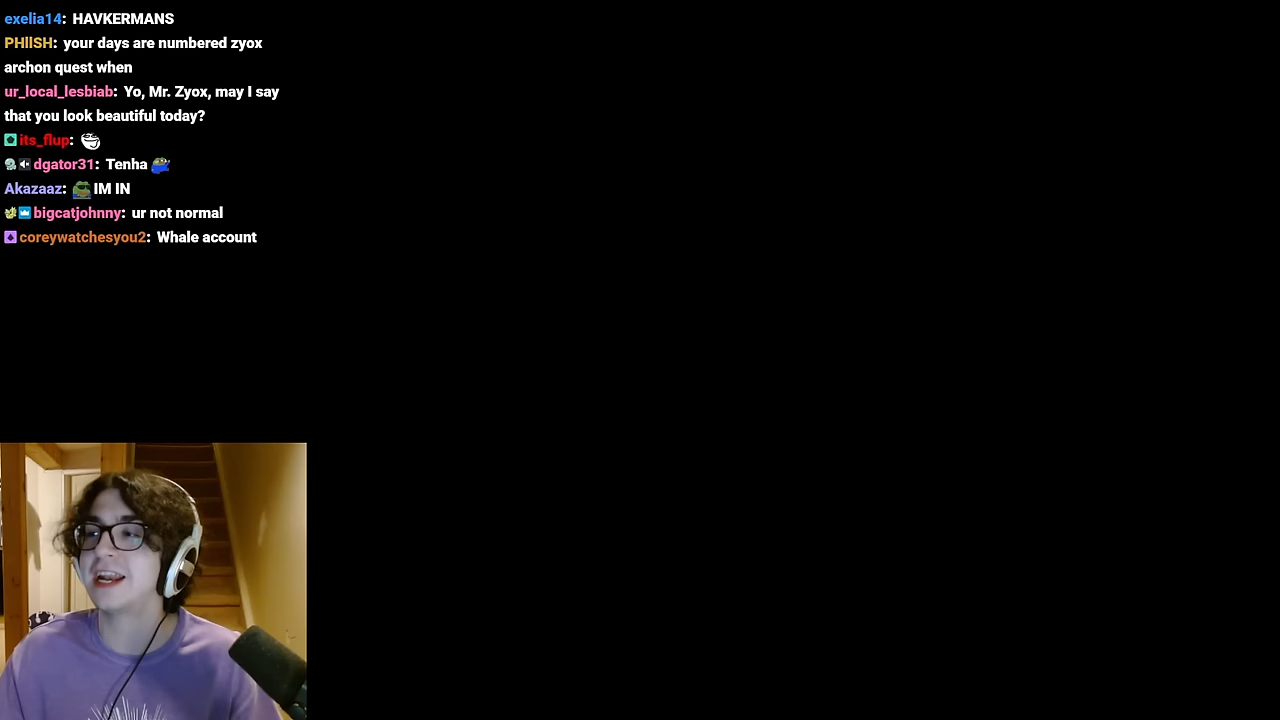 exelia14: HAVKERMANS
PHllSH: your days are numbered zyox
archon quest when
ur_local_lesbiab: Yo, Mr. Zyox, may I say
that you look beautiful today?
its_flup:
dgator31: Tenha
Akazaaz: IM IN
bigcatjohnny: ur not normal
coreywatchesyou2: Whale account